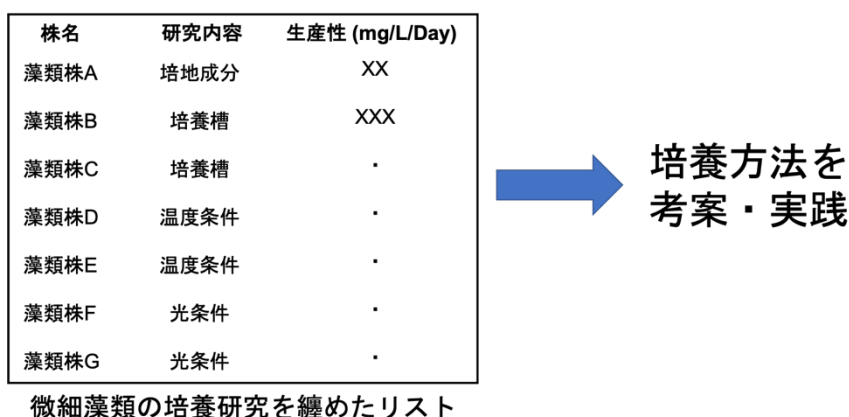 株名 研究内容 生産性 (mg/L/Day)
藻類株A 培地成分 XX
藻類株B 培養槽 XXX
藻類株C 培養槽 ・
藻類株D 温度条件 ・
藻類株E 温度条件 ・
藻類株F 光条件 ・
藻類株G 光条件 ・
微細藻類の培養研究を纏めたリスト
培養方法を
考案・実践